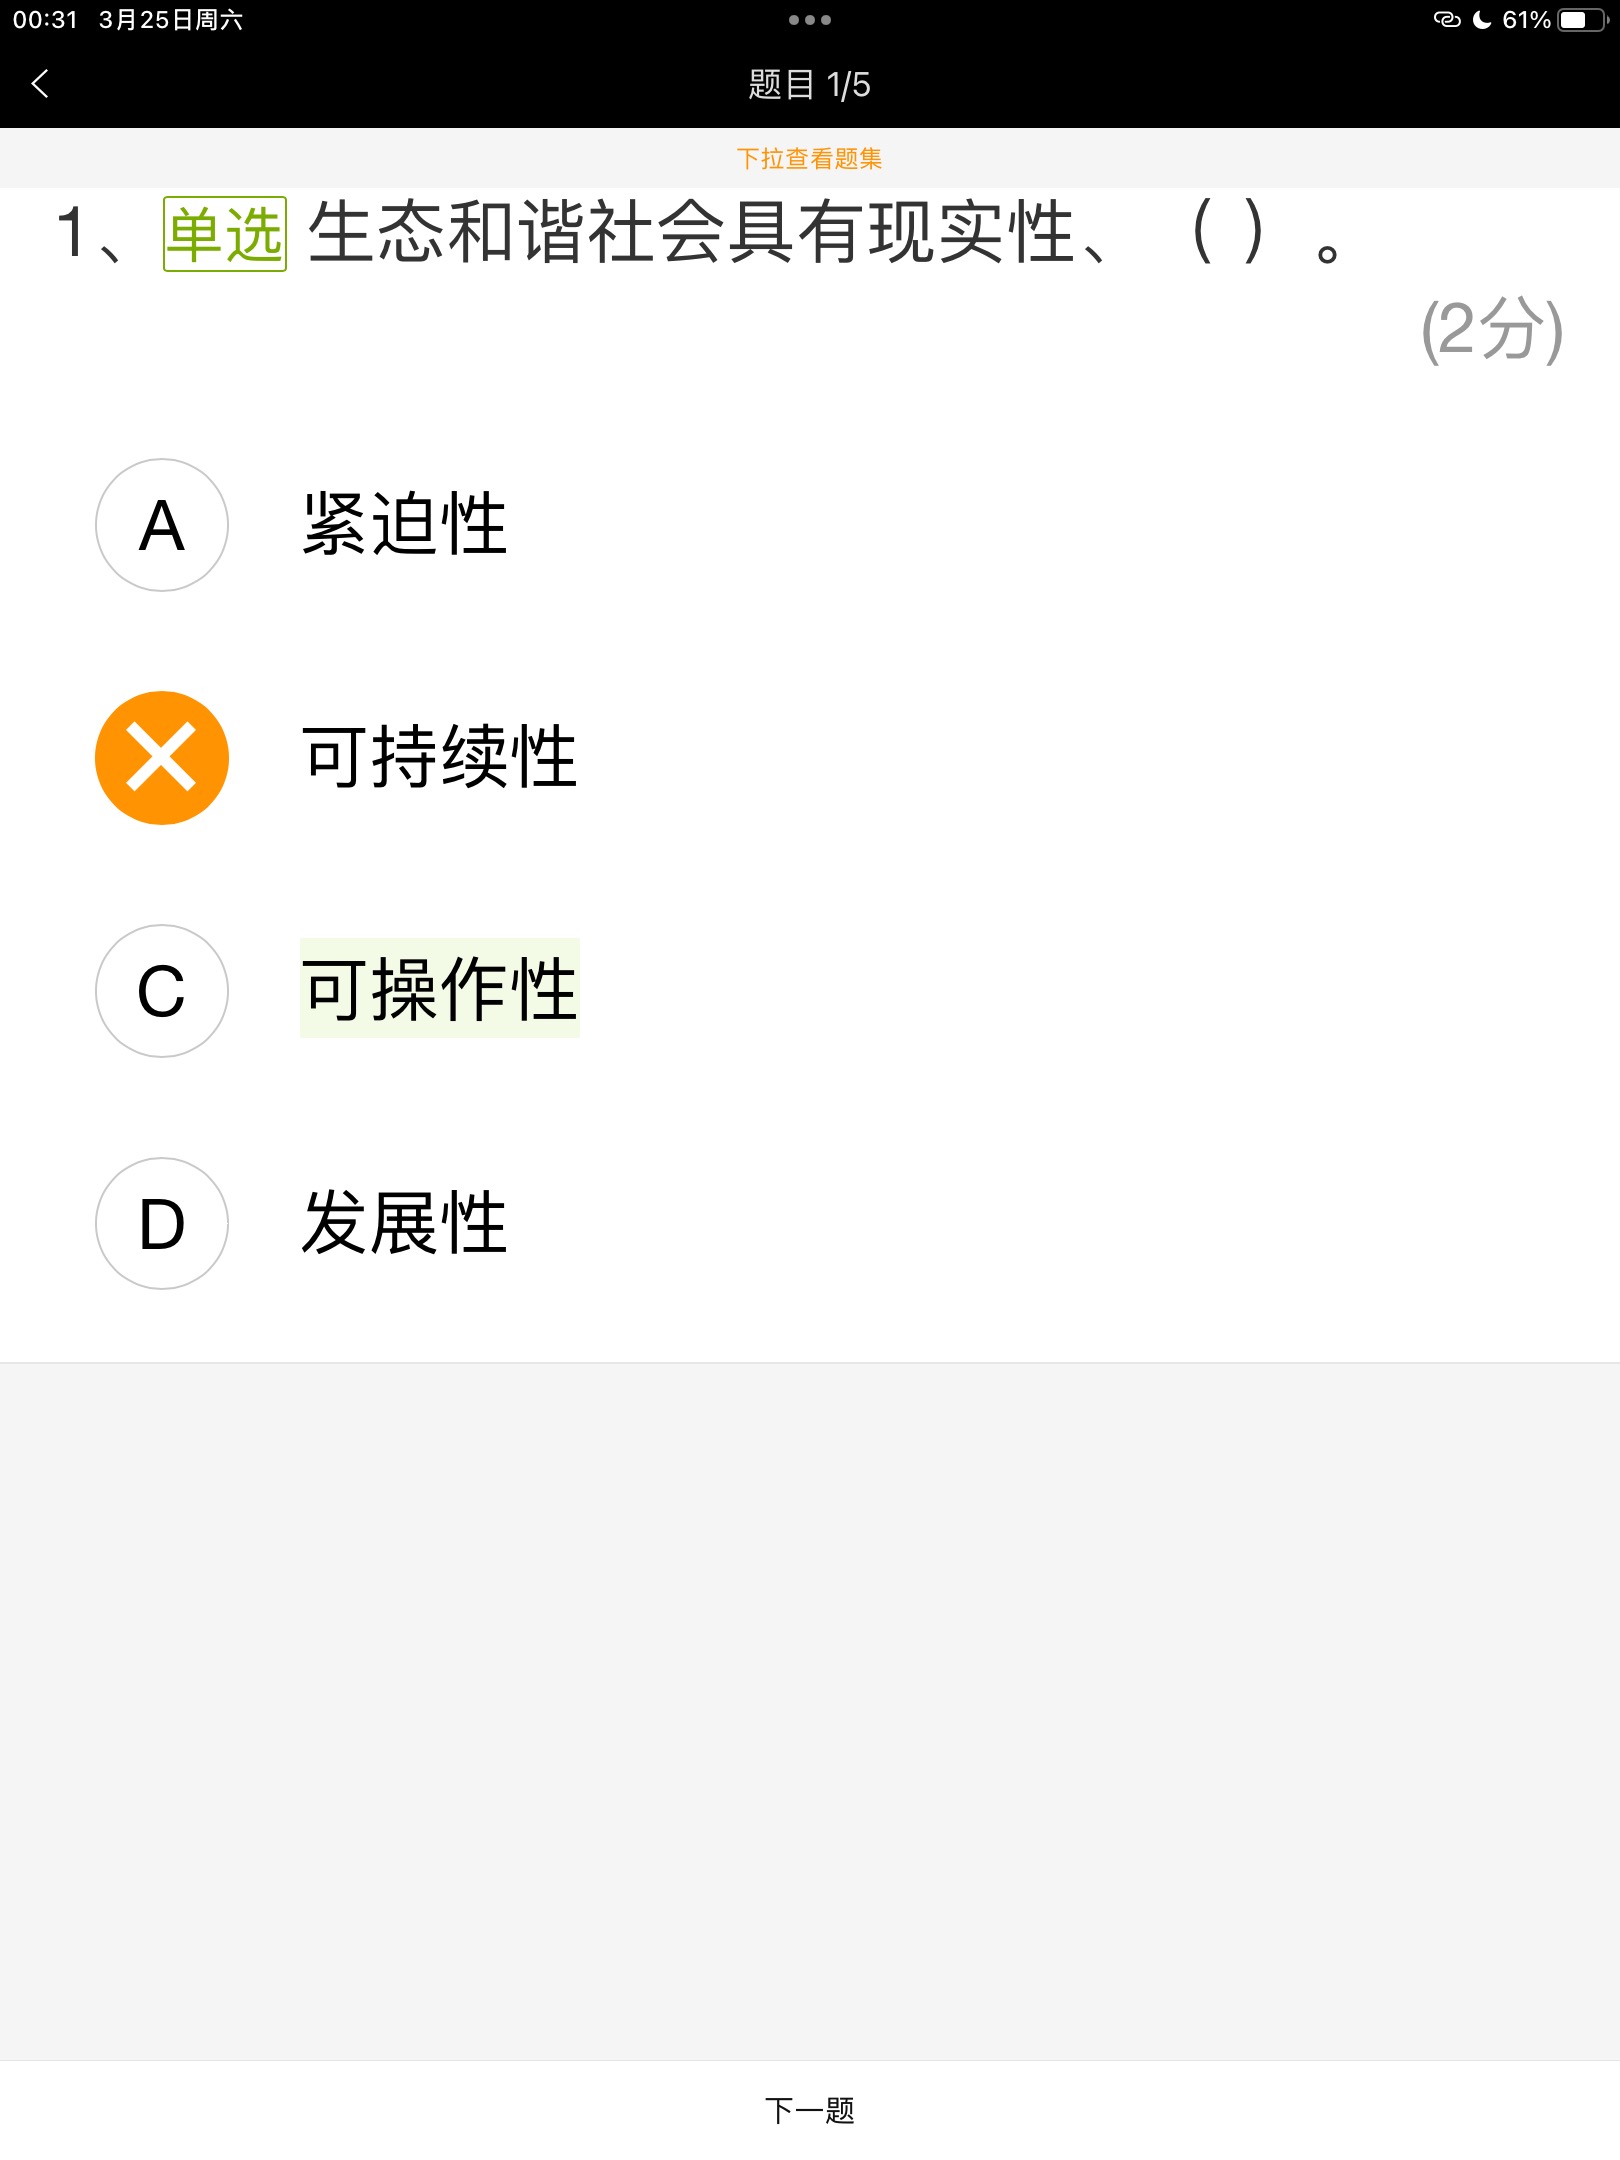 00:31 3月25日周六 61%
题目 1/5
下拉查看题集
1、单选 生态和谐社会具有现实性、（ ）。
(2分)
A 紧迫性
可持续性
C 可操作性
D 发展性
下一题